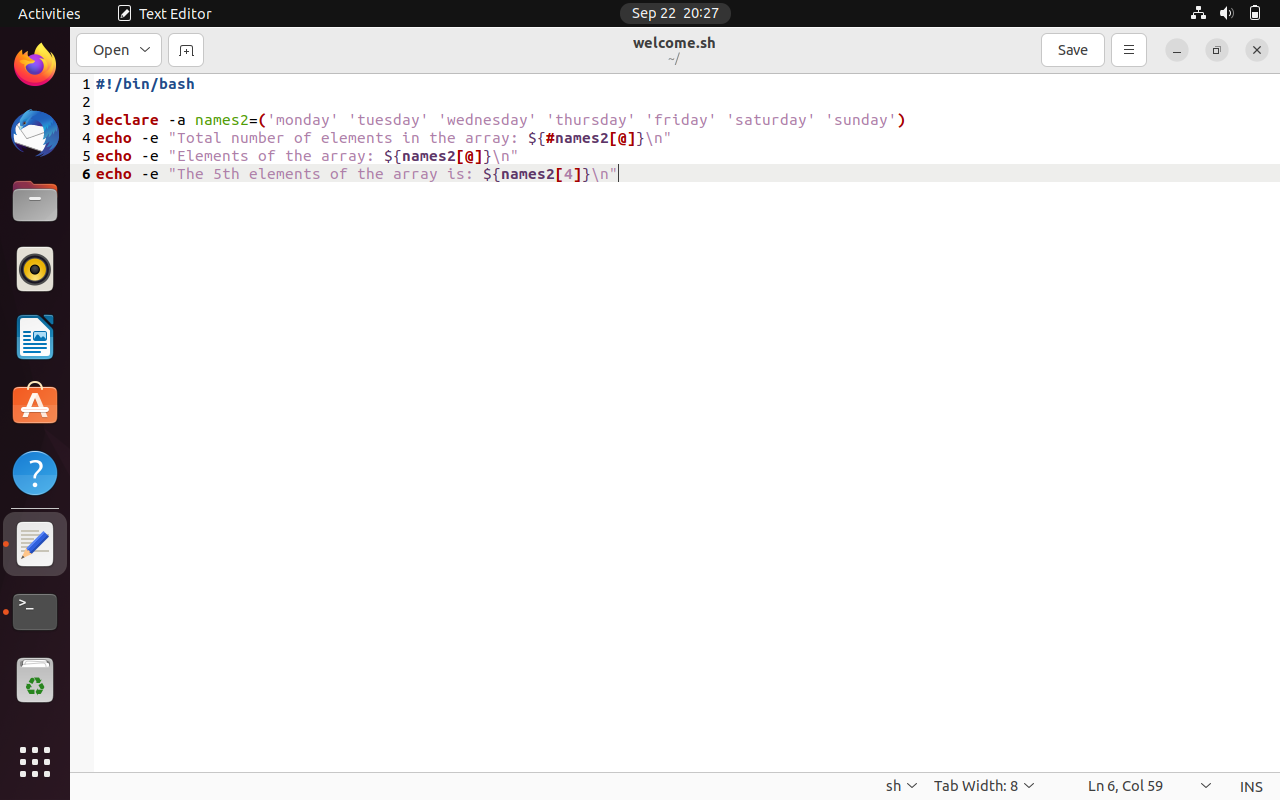 Activities Text Editor Sep 22 20:27
Open welcome.sh Save
~/
1 #!/bin/bash
2
3 declare -a names2=('monday' 'tuesday' 'wednesday' 'thursday' 'friday' 'saturday' 'sunday')
4 echo -e "Total number of elements in the array: ${#names2[@]}\n"
5 echo -e "Elements of the array: ${names2[@]}\n"
6 echo -e "The 5th elements of the array is: ${names2[4]}\n"
sh Tab Width: 8 Ln 6, Col 59 INS